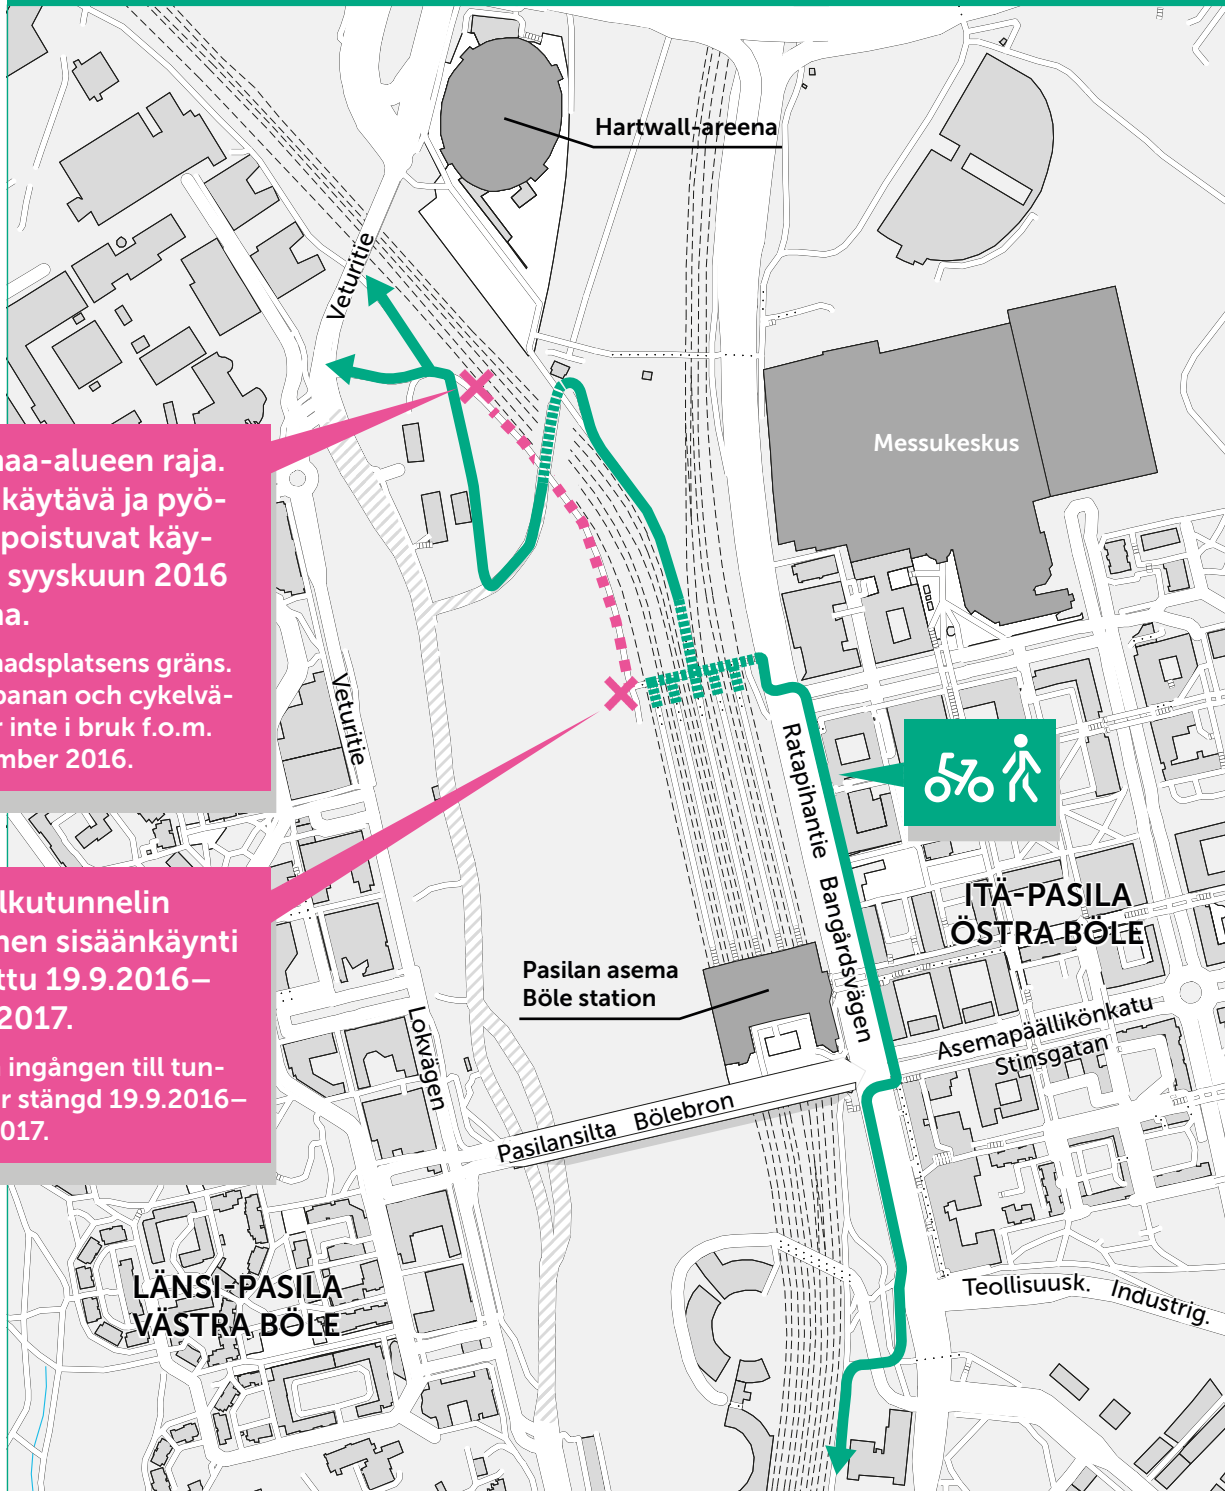 Hartwall-areena
Veturitie
Messukeskus
naa-alueen raja.
käytävä ja pyö-
poistuvat käy-
syyskuun 2016
na.
nadsplatsens gräns.
banan och cykelvä-
r inte i bruk f.o.m.
mber 2016.
Veturitie
Ratapihantie Bangårdsvägen
lkutunnelin
nen sisäänkäynti
ttu 19.9.2016–
2017.
ingången till tun-
r stängd 19.9.2016–
017.
ITÄ-PASILA
ÖSTRA BÖLE
Pasilan asema
Böle station
Lokvägen
Asemapäällikönkatu
Stinsgatan
Pasilansilta Bölebron
Teollisuusk. Industrig.
LÄNSI-PASILA
VÄSTRA BÖLE